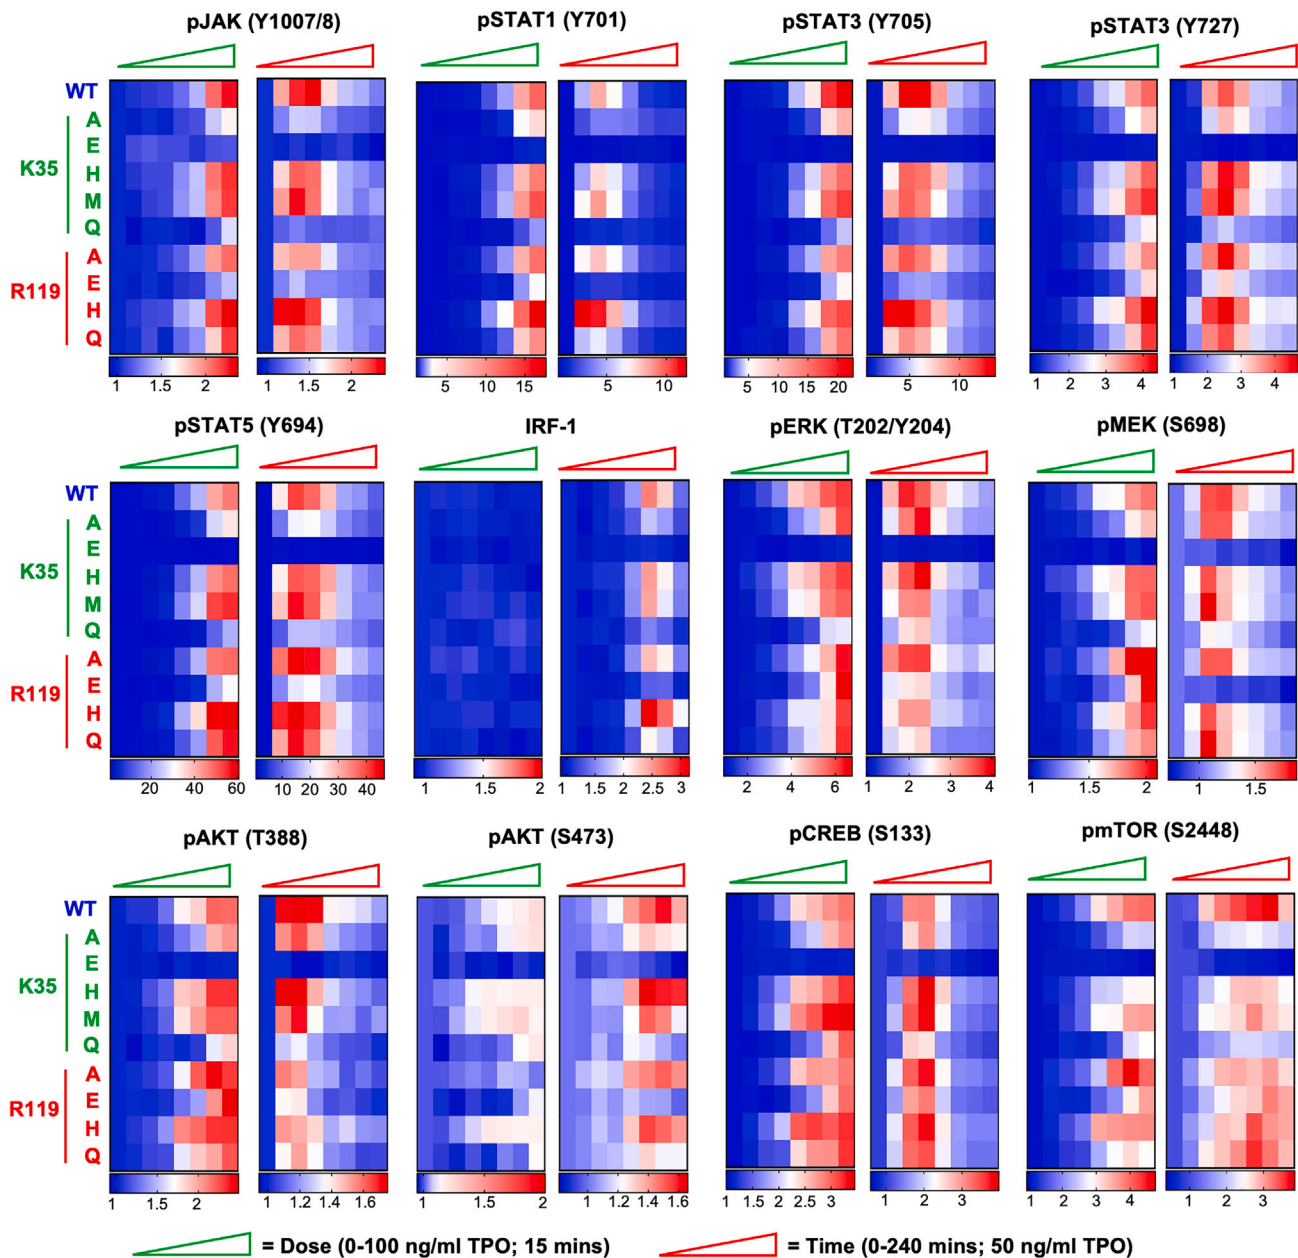 pJAK (Y1007/8) pSTAT1 (Y701) pSTAT3 (Y705) pSTAT3 (Y727)
WT
A
E
K35
H
M
Q
A
E
R119
H
Q
1 1.5 2 1.5 2 5 10 15 5 10 5 10 15 20 5 10 1 2 3 4 1 2 3 4
pSTAT5 (Y694) IRF-1 pERK (T202/Y204) pMEK (S698)
WT
A
E
K35
H
M
Q
A
E
R119
H
Q
20 40 60 10 20 30 40 1 1.5 2 1 1.5 2 2.5 3 2 4 6 1 2 3 4 1 1.5 2 1 1.5
pAKT (T388) pAKT (S473) pCREB (S133) pmTOR (S2448)
WT
A
E
K35
H
M
Q
A
E
R119
H
Q
1 1.5 2 1 1.2 1.4 1.6 1 1.5 2 1 1.2 1.4 1.6 1 1.5 2 2.5 3 1 2 3 1 2 3 4 1 2 3
= Dose (0-100 ng/ml TPO; 15 mins) = Time (0-240 mins; 50 ng/ml TPO)